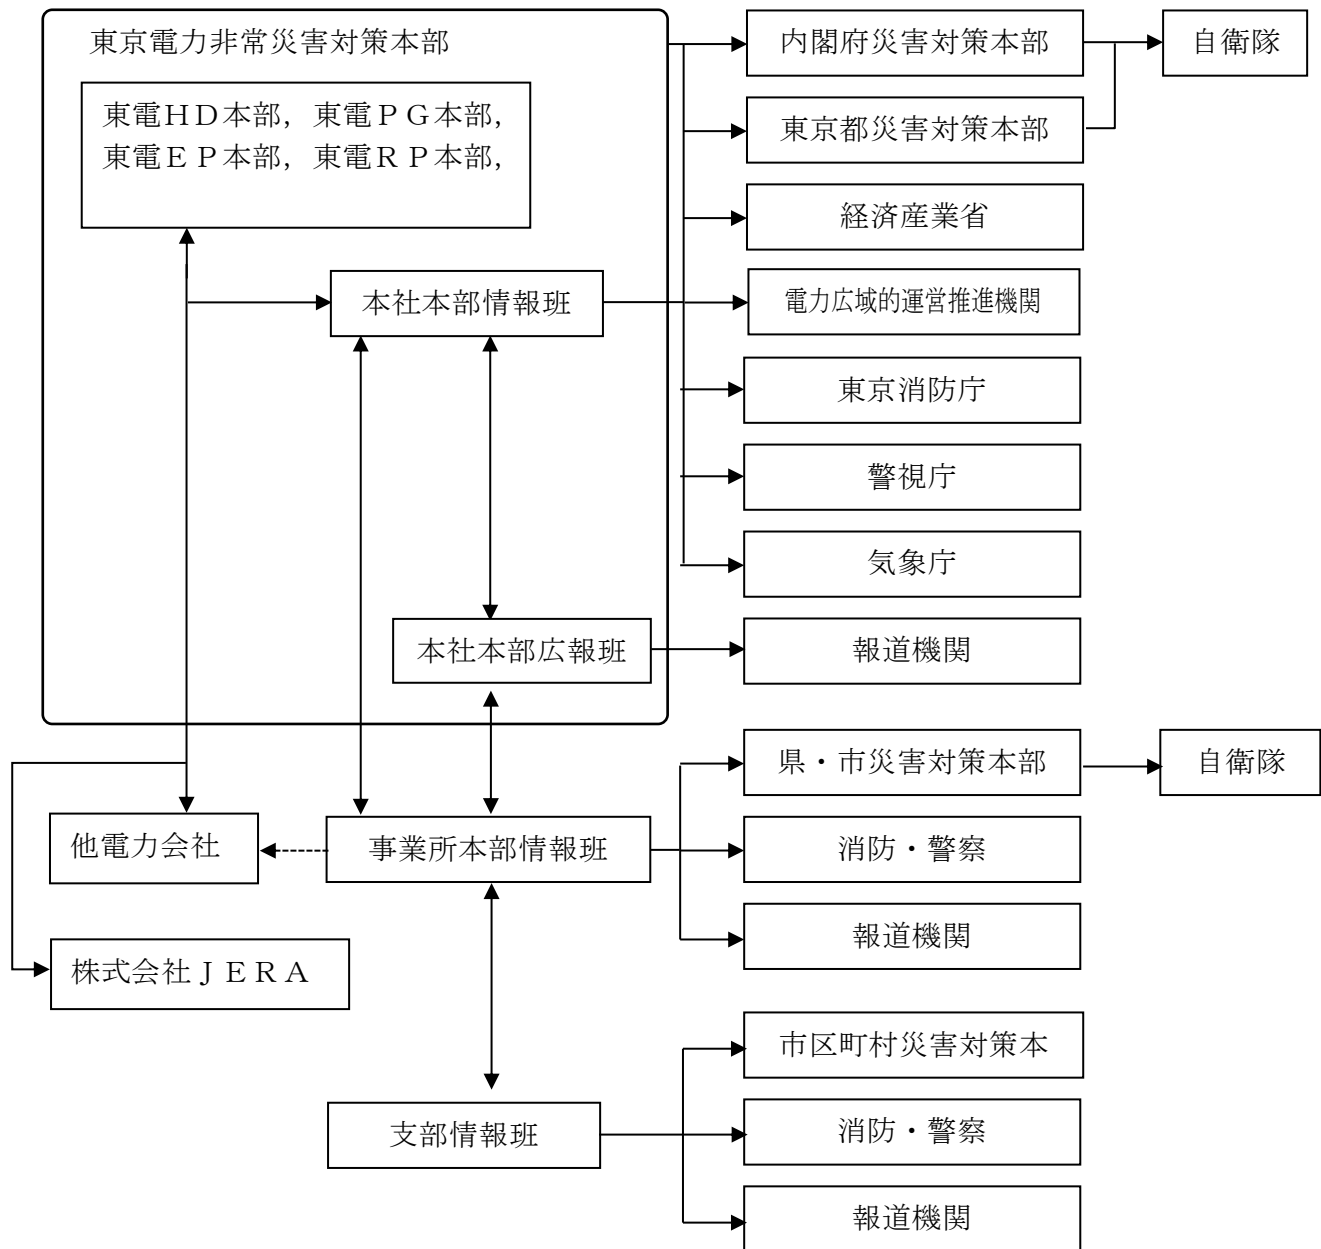 東京電力非常災害対策本部
東電HD本部，東電ＰＧ本部，
東電ＥＰ本部，東電ＲＰ本部，
本社本部情報班
本社本部広報班
他電力会社
事業所本部情報班
株式会社ＪＥＲＡ
支部情報班
内閣府災害対策本部
自衛隊
東京都災害対策本部
経済産業省
電力広域的運営推進機関
東京消防庁
警視庁
気象庁
報道機関
県・市災害対策本部
自衛隊
消防・警察
報道機関
市区町村災害対策本
消防・警察
報道機関